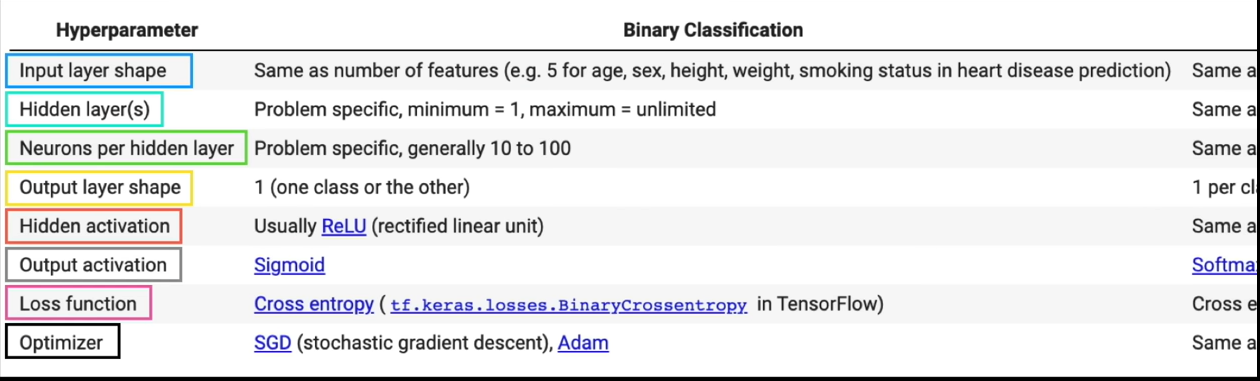 Hyperparameter Binary Classification
Input layer shape Same as number of features (e.g. 5 for age, sex, height, weight, smoking status in heart disease prediction) Same a
Hidden layer(s) Problem specific, minimum = 1, maximum = unlimited Same a
Neurons per hidden layer Problem specific, generally 10 to 100 Same a
Output layer shape 1 (one class or the other) 1 per cl
Hidden activation Usually ReLU (rectified linear unit) Same a
Output activation Sigmoid Softma
Loss function Cross entropy ( tf.keras.losses.BinaryCrossentropy in TensorFlow) Cross e
Optimizer SGD (stochastic gradient descent), Adam Same a